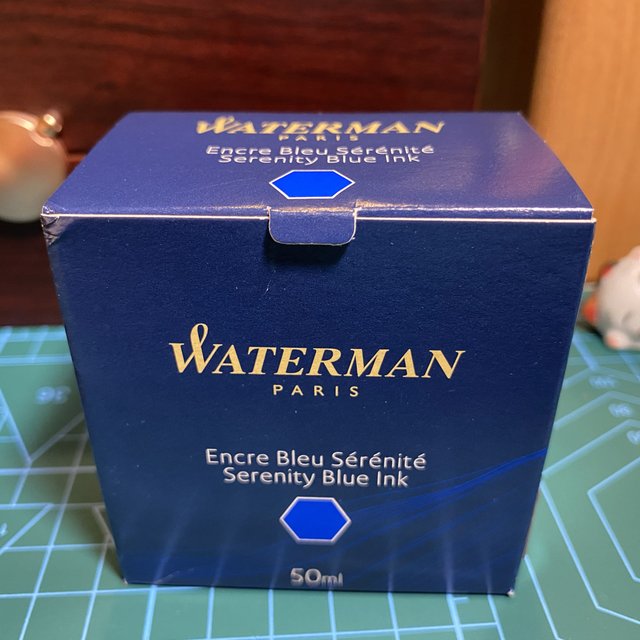 WATERMAN
PARIS
Encre Bleu Sérénité
Serenity Blue Ink
WATERMAN
PARIS
Encre Bleu Sérénité
Serenity Blue Ink
50ml